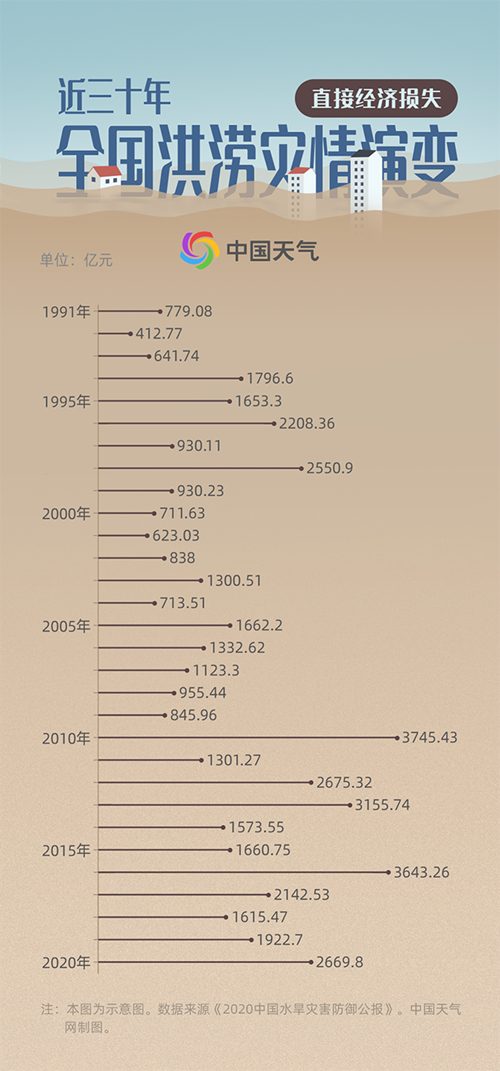 近三十年
直接经济损失
全国洪涝灾情演变
单位：亿元
中国天气
1991年 779.08
412.77
641.74
1796.6
1995年 1653.3
2208.36
930.11
2550.9
930.23
2000年 711.63
623.03
838
1300.51
713.51
2005年 1662.2
1332.62
1123.3
955.44
845.96
2010年 3745.43
1301.27
2675.32
3155.74
1573.55
2015年 1660.75
3643.26
2142.53
1615.47
1922.7
2020年 2669.8
注：本图为示意图。数据来源《2020中国水旱灾害防御公报》。中国天气
网制图。